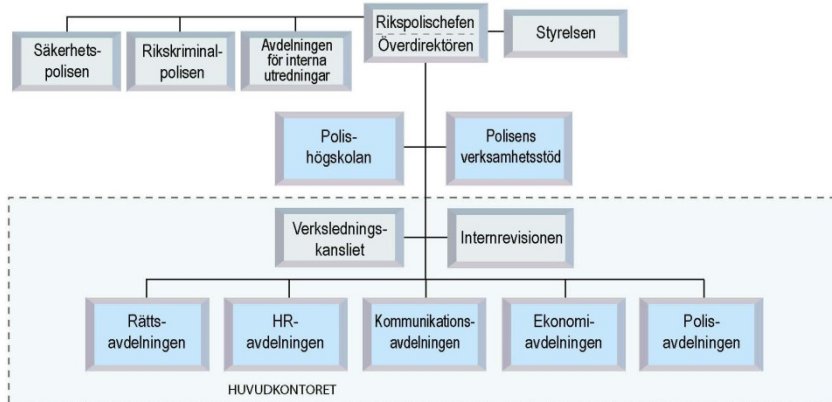 Rikspolischefen
Överdirektören
Styrelsen
Säkerhets-
polisen
Rikskriminal-
polisen
Avdelningen
för interna
utredningar
Polis-
högskolan
Polisens
verksamhetsstöd
Verkslednings-
kansliet
Internrevisionen
Rätts-
avdelningen
HR-
avdelningen
Kommunikations-
avdelningen
Ekonomi-
avdelningen
Polis-
avdelningen
HUVUDKONTORET